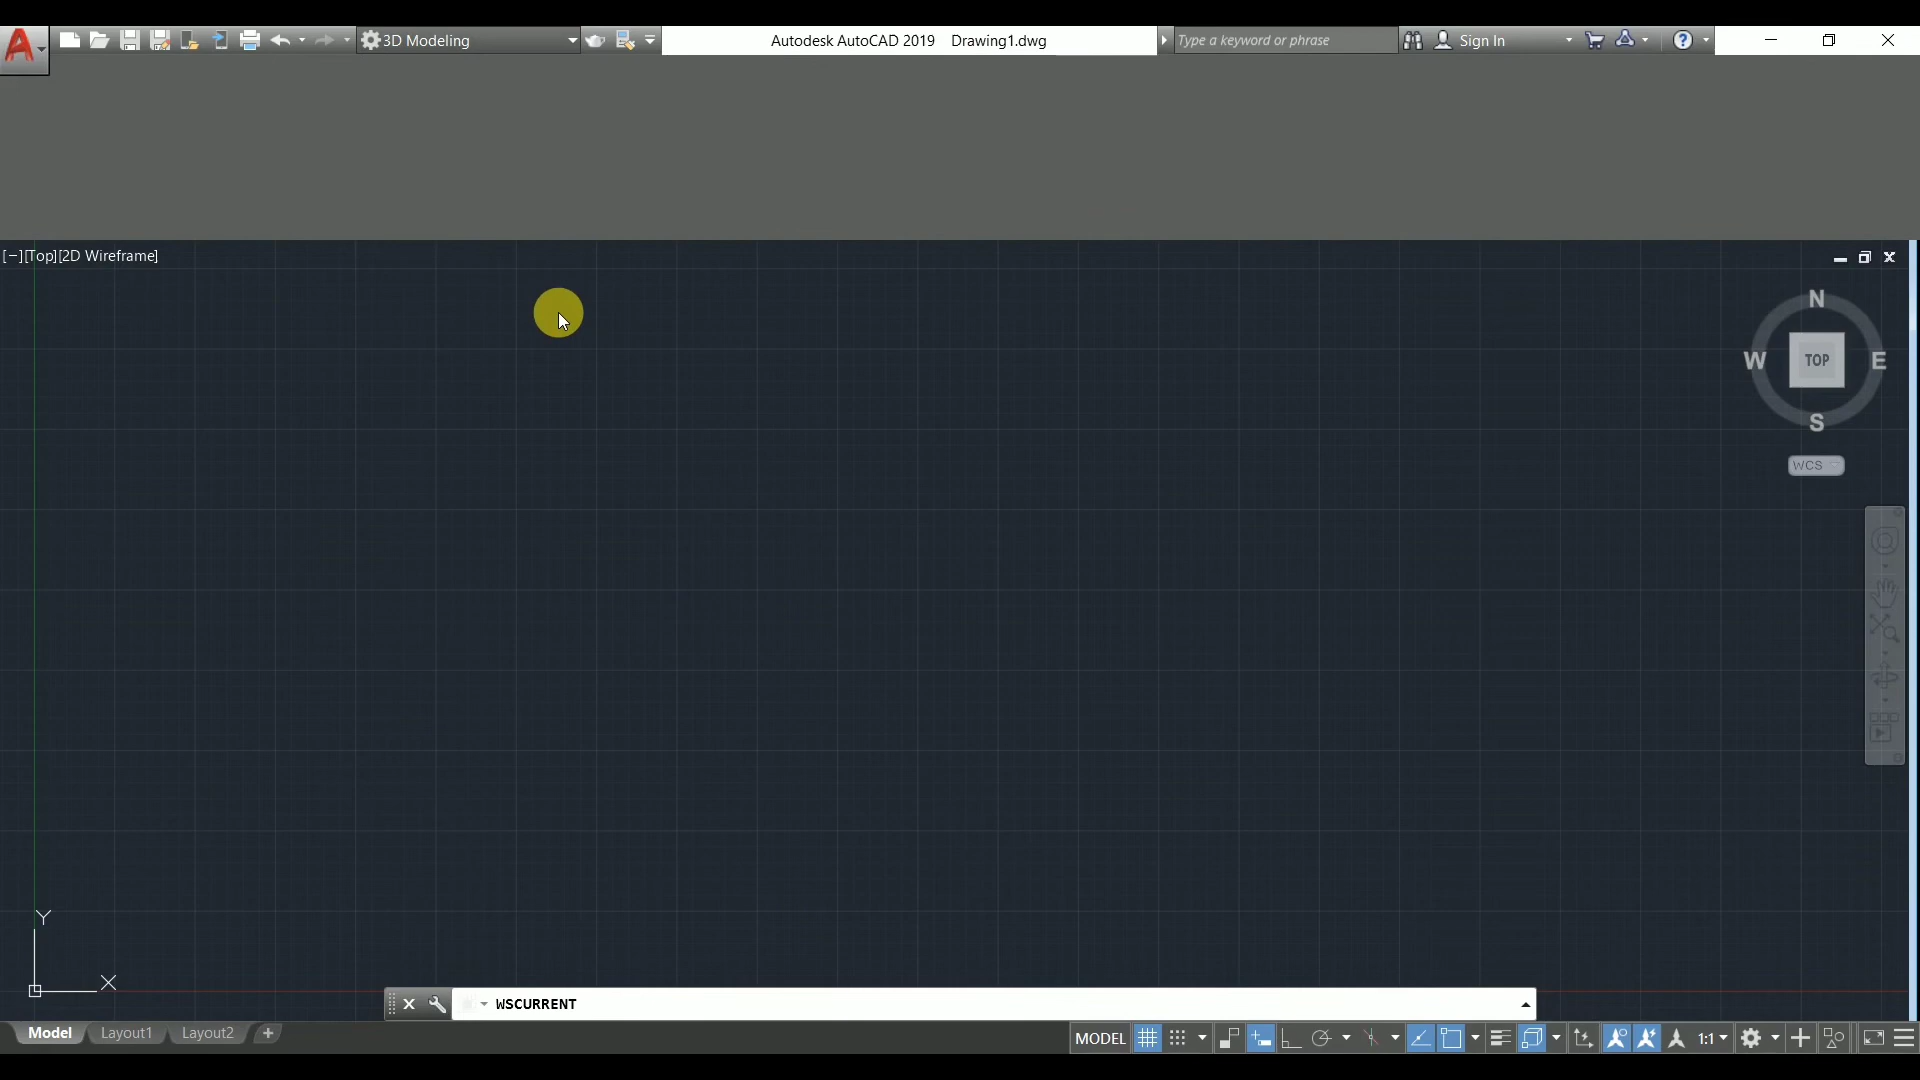 3D Modeling
Autodesk AutoCAD 2019 Drawing1.dwg
Type a keyword or phrase
Sign In
[−][Top][2D Wireframe]
N
W TOP E
S
WCS
Y
X
WSCURRENT
Model Layout1 Layout2 +
MODEL 1:1